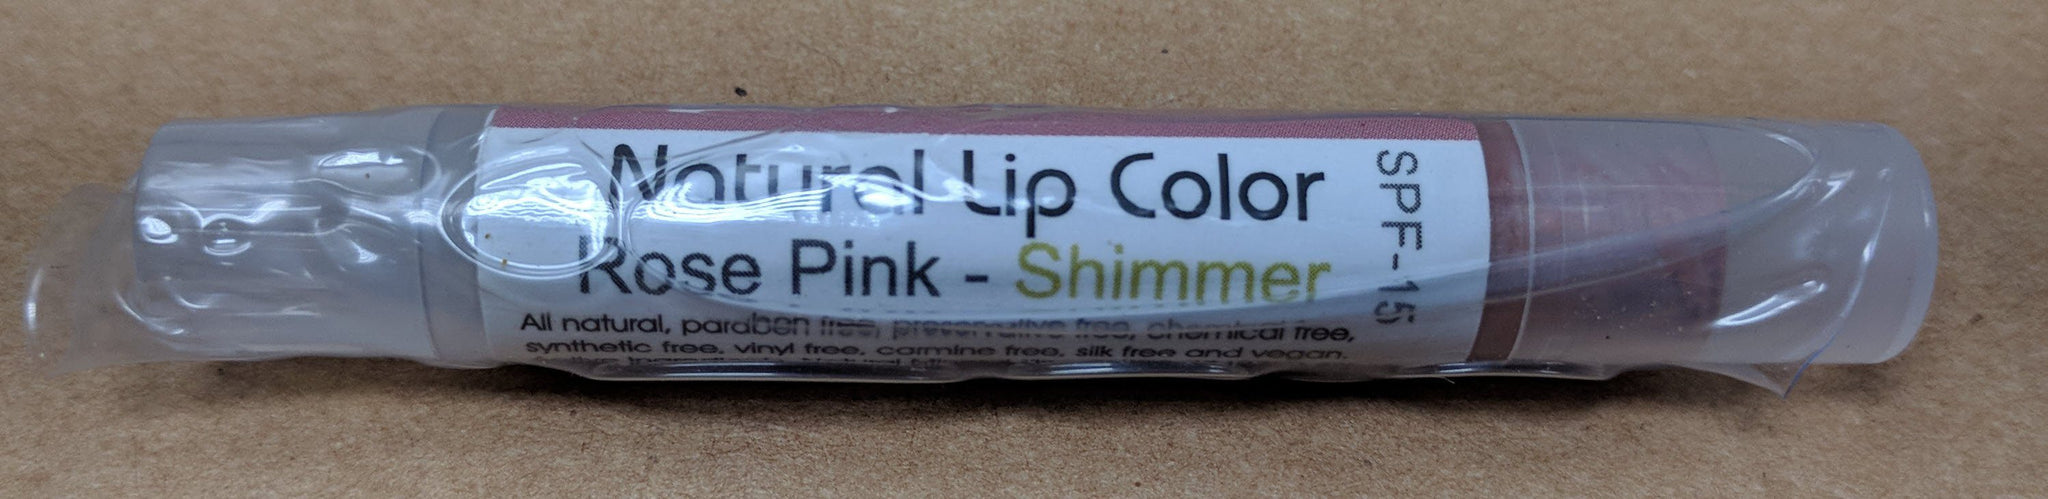 Natural Lip Color
Rose Pink - Shimmer
All natural, paraben free, preservative free, chemical free,
synthetic free, vinyl free, carmine free, silk free and vegan.
SPF-15